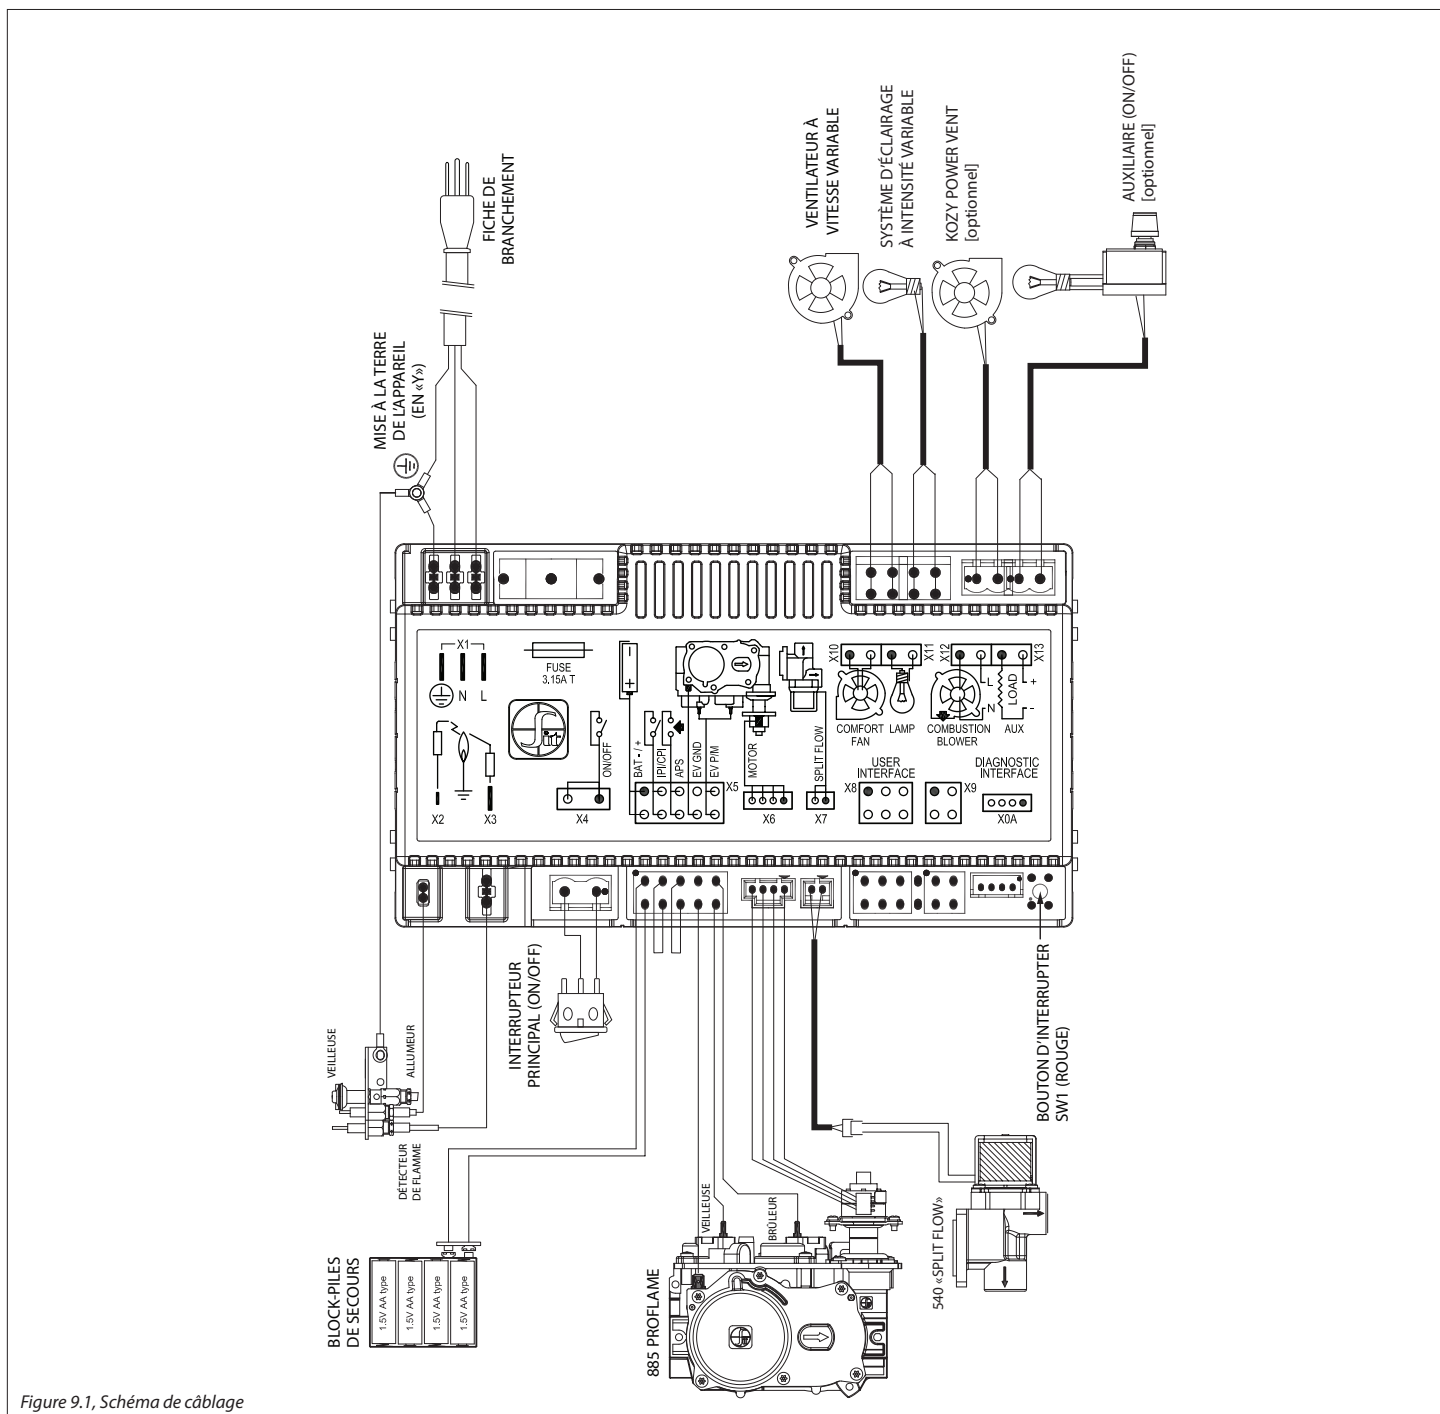 FICHE DE
BRANCHEMENT
MISE À LA TERRE
DE L'APPAREIL
(EN «Y»)
VENTILATEUR À
VITESSE VARIABLE
SYSTÈME D'ÉCLAIRAGE
À INTENSITÉ VARIABLE
KOZY POWER VENT
[optionnel]
AUXILIAIRE (ON/OFF)
[optionnel]
X1
N
L
FUSE
3,15A T
Sit
X2
X3
ON/OFF
X4
- +
BAT - / +
IPI/CPI
APS
EV GND
EV P/M
X5
MOTOR
X6
SPLIT FLOW
X7
X10
X11
X12
X13
COMFORT
FAN
LAMP
L
N
COMBUSTION
BLOWER
LOAD
+
-
AUX
USER
INTERFACE
X8
X9
DIAGNOSTIC
INTERFACE
X0A
VEILLEUSE
ALLUMEUR
DÉTECTEUR
DE FLAMME
INTERRUPTEUR
PRINCIPAL (ON/OFF)
BOUTON D'INTERRUPTER
SW1 (ROUGE)
BLOCK-PILES
DE SECOURS
1.5V AA type
1.5V AA type
1.5V AA type
1.5V AA type
VEILLEUSE
BRÛLEUR
885 PROFLAME
540 «SPLIT FLOW»
Figure 9.1, Schéma de câblage